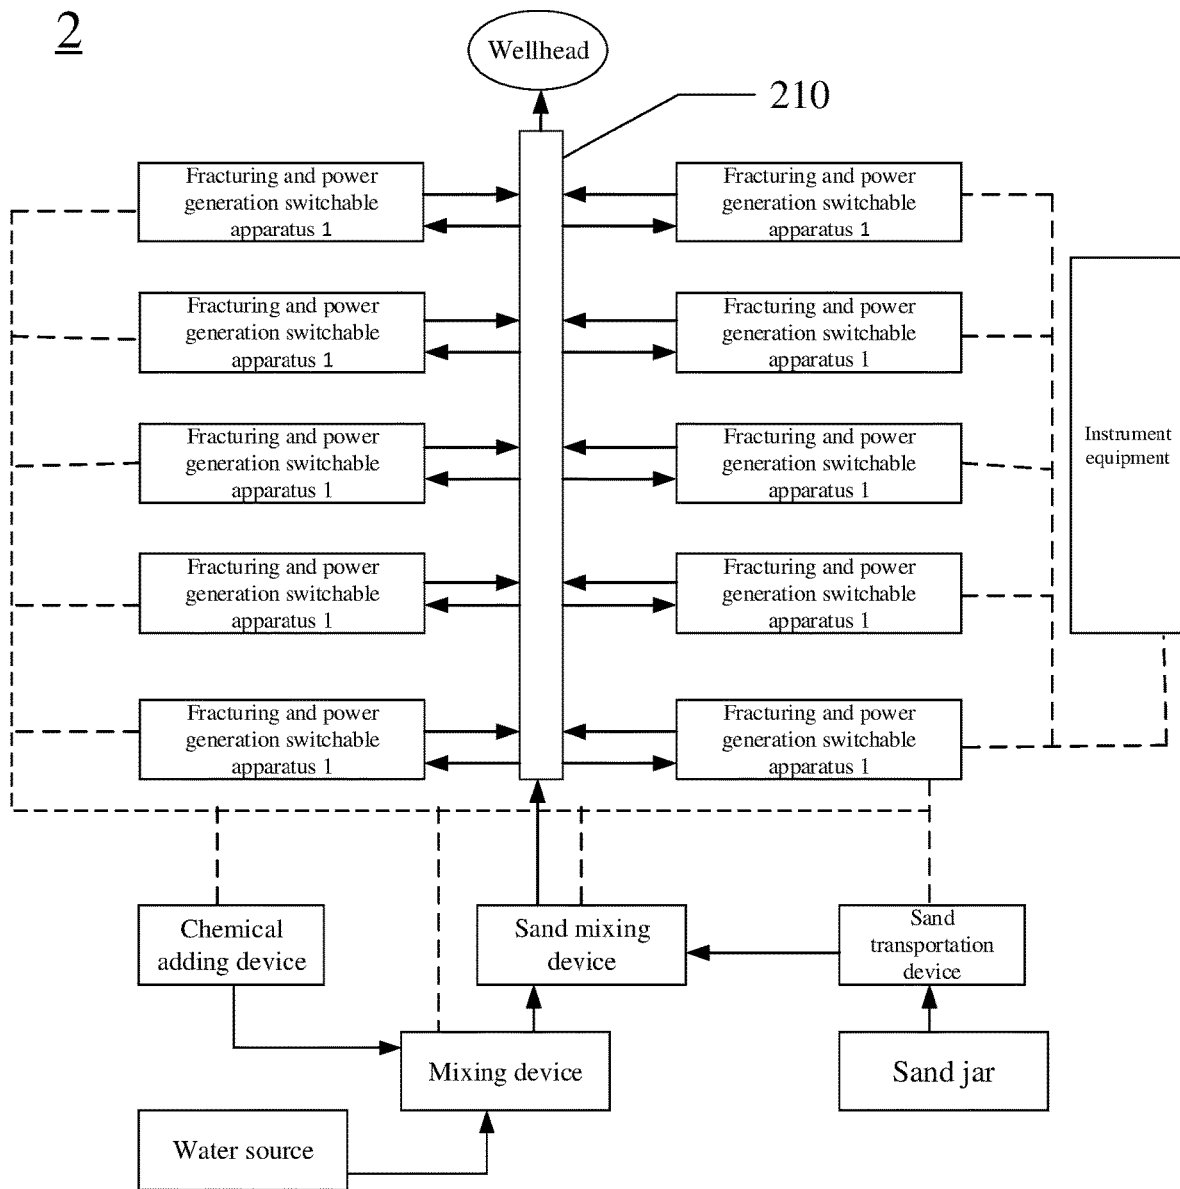 2
Wellhead
210
Fracturing and power
generation switchable
apparatus 1
Fracturing and power
generation switchable
apparatus 1
Fracturing and power
generation switchable
apparatus 1
Fracturing and power
generation switchable
apparatus 1
Fracturing and power
generation switchable
apparatus 1
Fracturing and power
generation switchable
apparatus 1
Instrument
equipment
Fracturing and power
generation switchable
apparatus 1
Fracturing and power
generation switchable
apparatus 1
Fracturing and power
generation switchable
apparatus 1
Fracturing and power
generation switchable
apparatus 1
Chemical
adding device
Sand mixing
device
Sand
transportation
device
Mixing device
Sand jar
Water source